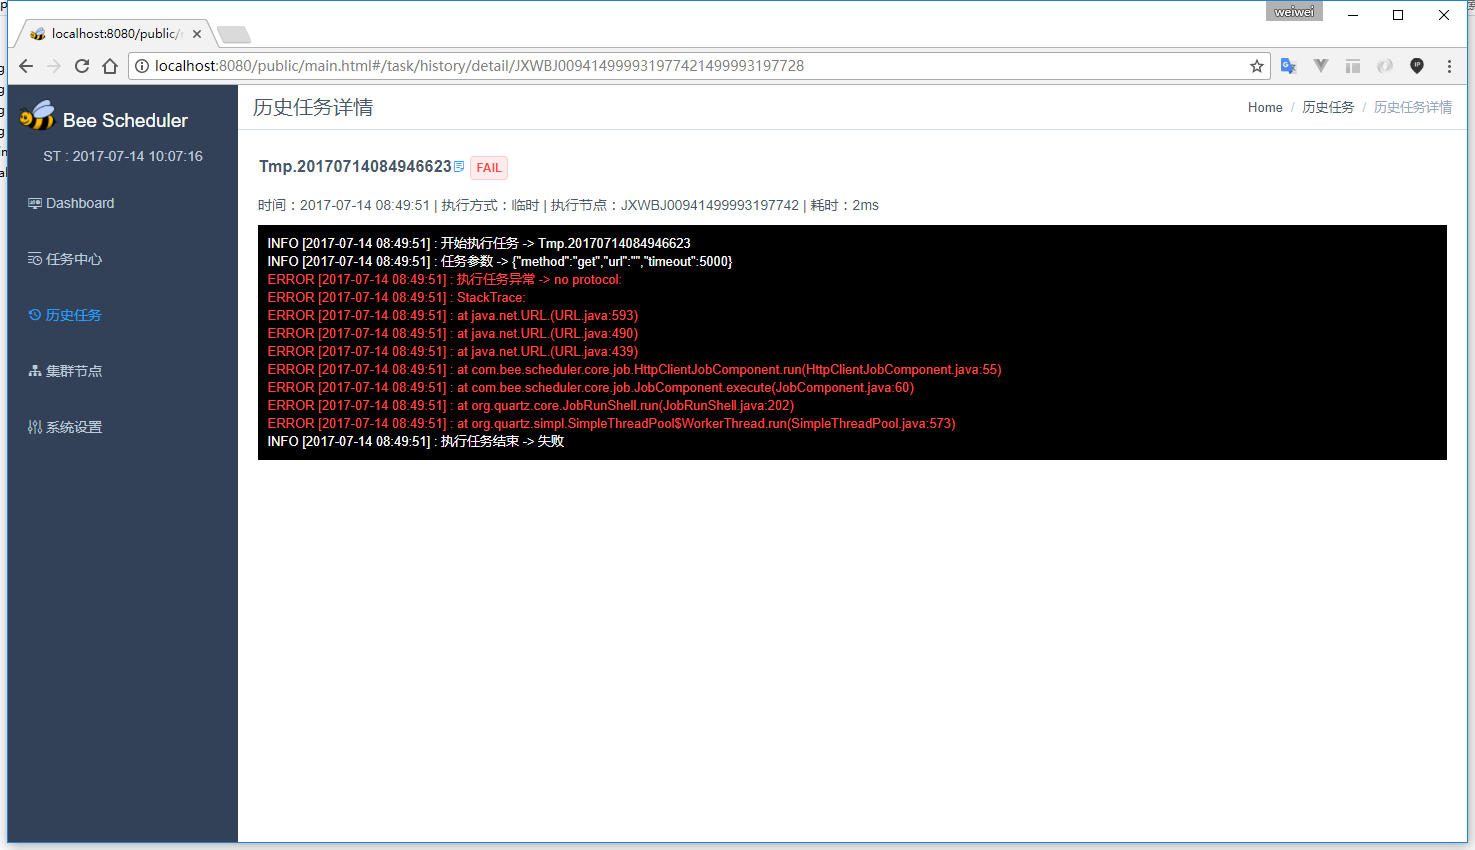 weiwei
localhost:8080/public/
localhost:8080/public/main.html#/task/history/detail/JXWBJ009414999931977421499993197728
Bee Scheduler
ST : 2017-07-14 10:07:16
Dashboard
任务中心
历史任务
集群节点
系统设置
历史任务详情
Home / 历史任务 / 历史任务详情
Tmp.20170714084946623 FAIL
时间：2017-07-14 08:49:51 | 执行方式：临时 | 执行节点：JXWBJ00941499993197742 | 耗时：2ms
INFO [2017-07-14 08:49:51] : 开始执行任务 -> Tmp.20170714084946623
INFO [2017-07-14 08:49:51] : 任务参数 -> {"method":"get","url":"","timeout":5000}
ERROR [2017-07-14 08:49:51] : 执行任务异常 -> no protocol:
ERROR [2017-07-14 08:49:51] : StackTrace:
ERROR [2017-07-14 08:49:51] : at java.net.URL.(URL.java:593)
ERROR [2017-07-14 08:49:51] : at java.net.URL.(URL.java:490)
ERROR [2017-07-14 08:49:51] : at java.net.URL.(URL.java:439)
ERROR [2017-07-14 08:49:51] : at com.bee.scheduler.core.job.HttpClientJobComponent.run(HttpClientJobComponent.java:55)
ERROR [2017-07-14 08:49:51] : at com.bee.scheduler.core.job.JobComponent.execute(JobComponent.java:60)
ERROR [2017-07-14 08:49:51] : at org.quartz.core.JobRunShell.run(JobRunShell.java:202)
ERROR [2017-07-14 08:49:51] : at org.quartz.simpl.SimpleThreadPool$WorkerThread.run(SimpleThreadPool.java:573)
INFO [2017-07-14 08:49:51] : 执行任务结束 -> 失败